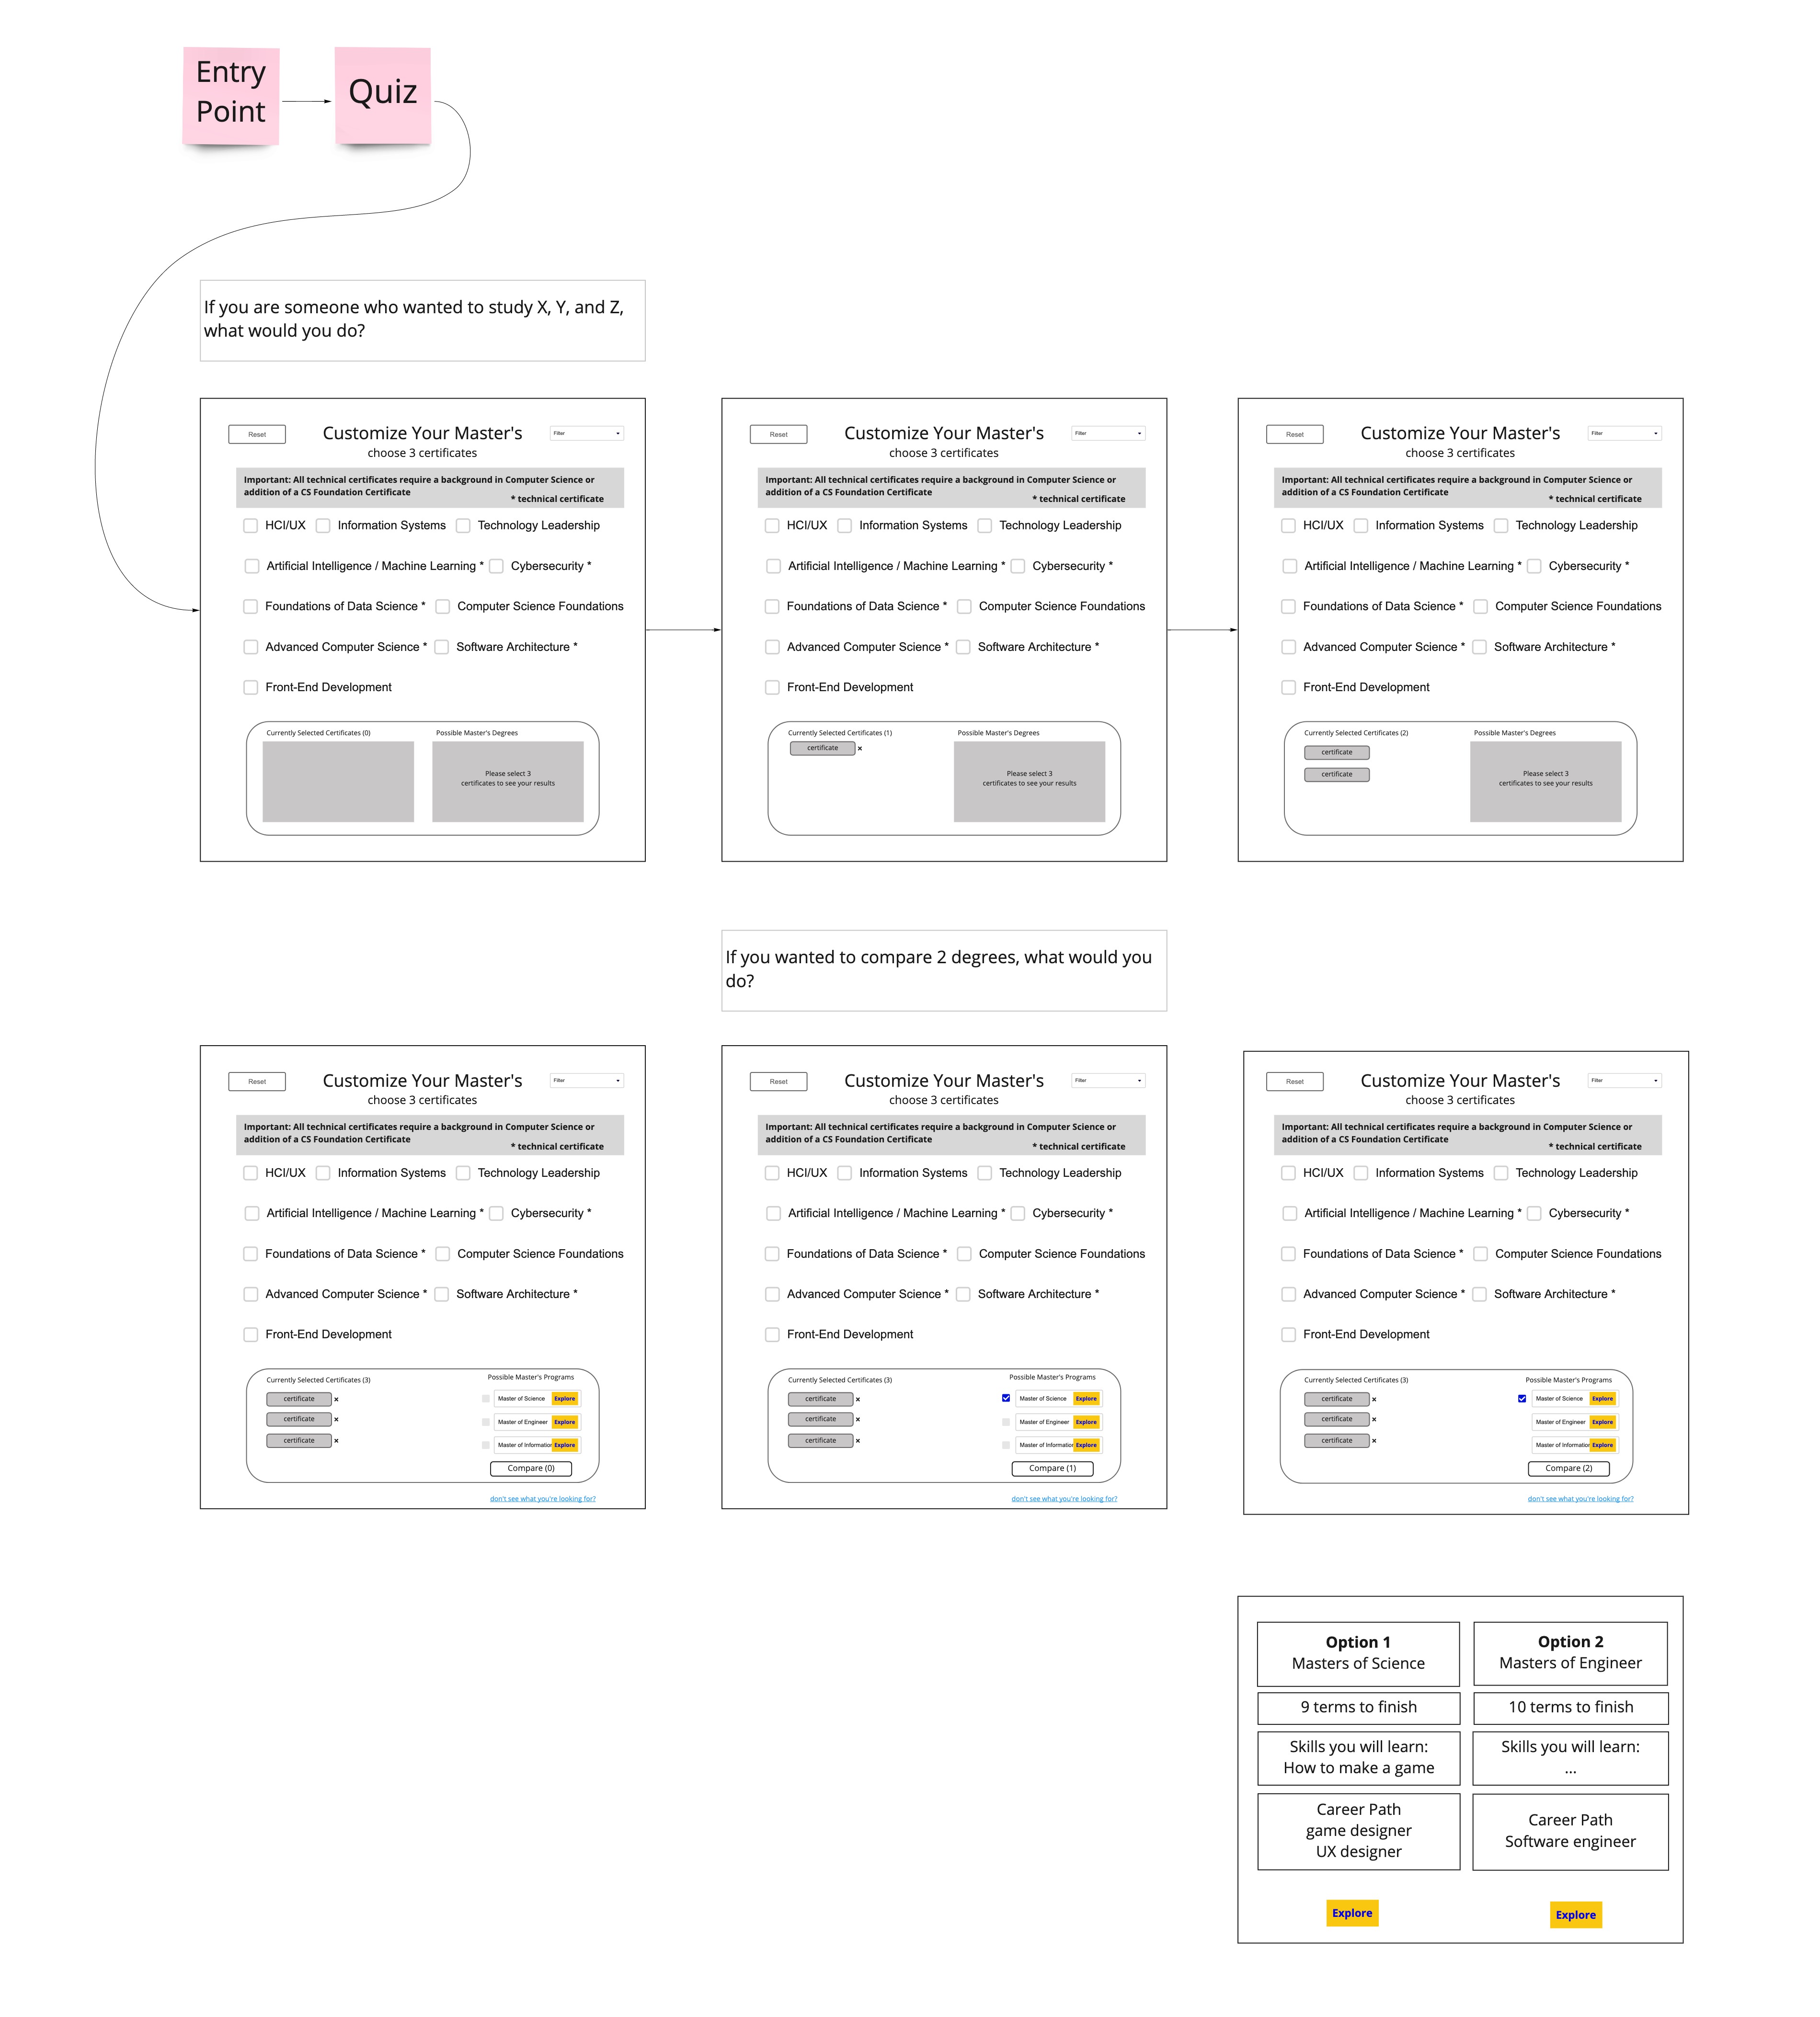 Entry
Point
Quiz
If you are someone who wanted to study X, Y, and Z,
what would you do?
Reset
Customize Your Master's
Filter
choose 3 certificates
Important: All technical certificates require a background in Computer Science or
addition of a CS Foundation Certificate
* technical certificate
HCI/UX Information Systems Technology Leadership
Artificial Intelligence / Machine Learning * Cybersecurity *
Foundations of Data Science * Computer Science Foundations
Advanced Computer Science * Software Architecture *
Front-End Development
Currently Selected Certificates (0)
Possible Master's Degrees
Please select 3
certificates to see your results
Reset
Customize Your Master's
Filter
choose 3 certificates
Important: All technical certificates require a background in Computer Science or
addition of a CS Foundation Certificate
* technical certificate
HCI/UX Information Systems Technology Leadership
Artificial Intelligence / Machine Learning * Cybersecurity *
Foundations of Data Science * Computer Science Foundations
Advanced Computer Science * Software Architecture *
Front-End Development
Currently Selected Certificates (1)
certificate ×
Possible Master's Degrees
Please select 3
certificates to see your results
Reset
Customize Your Master's
Filter
choose 3 certificates
Important: All technical certificates require a background in Computer Science or
addition of a CS Foundation Certificate
* technical certificate
HCI/UX Information Systems Technology Leadership
Artificial Intelligence / Machine Learning * Cybersecurity *
Foundations of Data Science * Computer Science Foundations
Advanced Computer Science * Software Architecture *
Front-End Development
Currently Selected Certificates (2)
certificate
certificate
Possible Master's Degrees
Please select 3
certificates to see your results
If you wanted to compare 2 degrees, what would you
do?
Reset
Customize Your Master's
Filter
choose 3 certificates
Important: All technical certificates require a background in Computer Science or
addition of a CS Foundation Certificate
* technical certificate
HCI/UX Information Systems Technology Leadership
Artificial Intelligence / Machine Learning * Cybersecurity *
Foundations of Data Science * Computer Science Foundations
Advanced Computer Science * Software Architecture *
Front-End Development
Currently Selected Certificates (3)
certificate ×
certificate ×
certificate ×
Possible Master's Programs
Master of Science Explore
Master of Engineer Explore
Master of Information Explore
Compare (0)
don't see what you're looking for?
Reset
Customize Your Master's
Filter
choose 3 certificates
Important: All technical certificates require a background in Computer Science or
addition of a CS Foundation Certificate
* technical certificate
HCI/UX Information Systems Technology Leadership
Artificial Intelligence / Machine Learning * Cybersecurity *
Foundations of Data Science * Computer Science Foundations
Advanced Computer Science * Software Architecture *
Front-End Development
Currently Selected Certificates (3)
certificate ×
certificate ×
certificate ×
Possible Master's Programs
Master of Science Explore
Master of Engineer Explore
Master of Information Explore
Compare (1)
don't see what you're looking for?
Reset
Customize Your Master's
Filter
choose 3 certificates
Important: All technical certificates require a background in Computer Science or
addition of a CS Foundation Certificate
* technical certificate
HCI/UX Information Systems Technology Leadership
Artificial Intelligence / Machine Learning * Cybersecurity *
Foundations of Data Science * Computer Science Foundations
Advanced Computer Science * Software Architecture *
Front-End Development
Currently Selected Certificates (3)
certificate ×
certificate ×
certificate ×
Possible Master's Programs
Master of Science Explore
Master of Engineer Explore
Master of Information Explore
Compare (2)
don't see what you're looking for?
Option 1
Masters of Science
9 terms to finish
Skills you will learn:
How to make a game
Career Path
game designer
UX designer
Explore
Option 2
Masters of Engineer
10 terms to finish
Skills you will learn:
...
Career Path
Software engineer
Explore